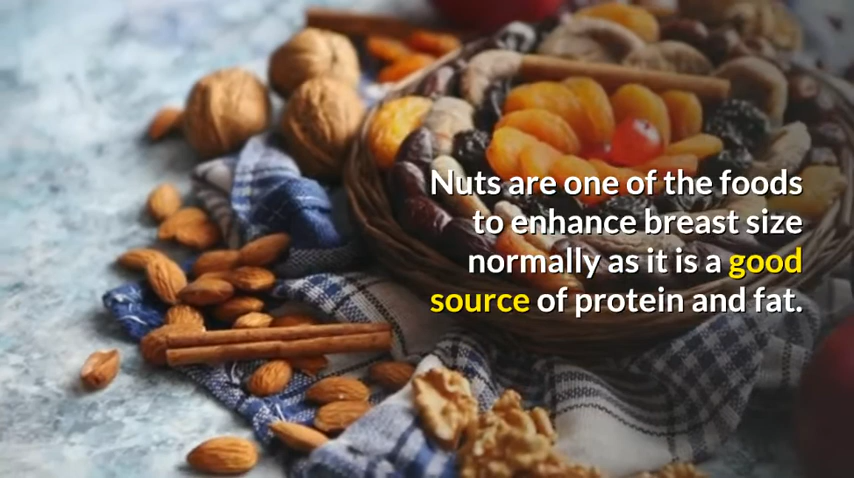 Nuts are one of the foods
to enhance breast size
normally as it is a good
source of protein and fat.